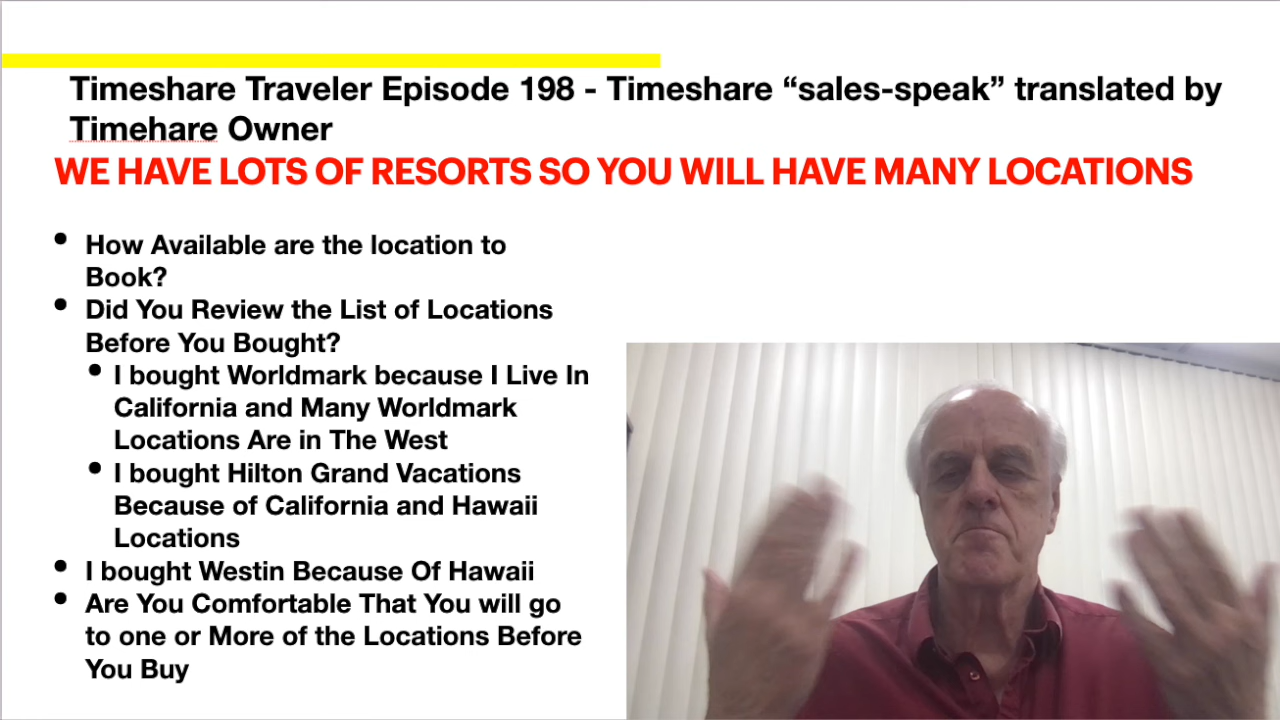 Timeshare Traveler Episode 198 - Timeshare “sales-speak” translated by
Timehare Owner
WE HAVE LOTS OF RESORTS SO YOU WILL HAVE MANY LOCATIONS
• How Available are the location to
Book?
• Did You Review the List of Locations
Before You Bought?
• I bought Worldmark because I Live In
California and Many Worldmark
Locations Are in The West
• I bought Hilton Grand Vacations
Because of California and Hawaii
Locations
• I bought Westin Because Of Hawaii
• Are You Comfortable That You will go
to one or More of the Locations Before
You Buy